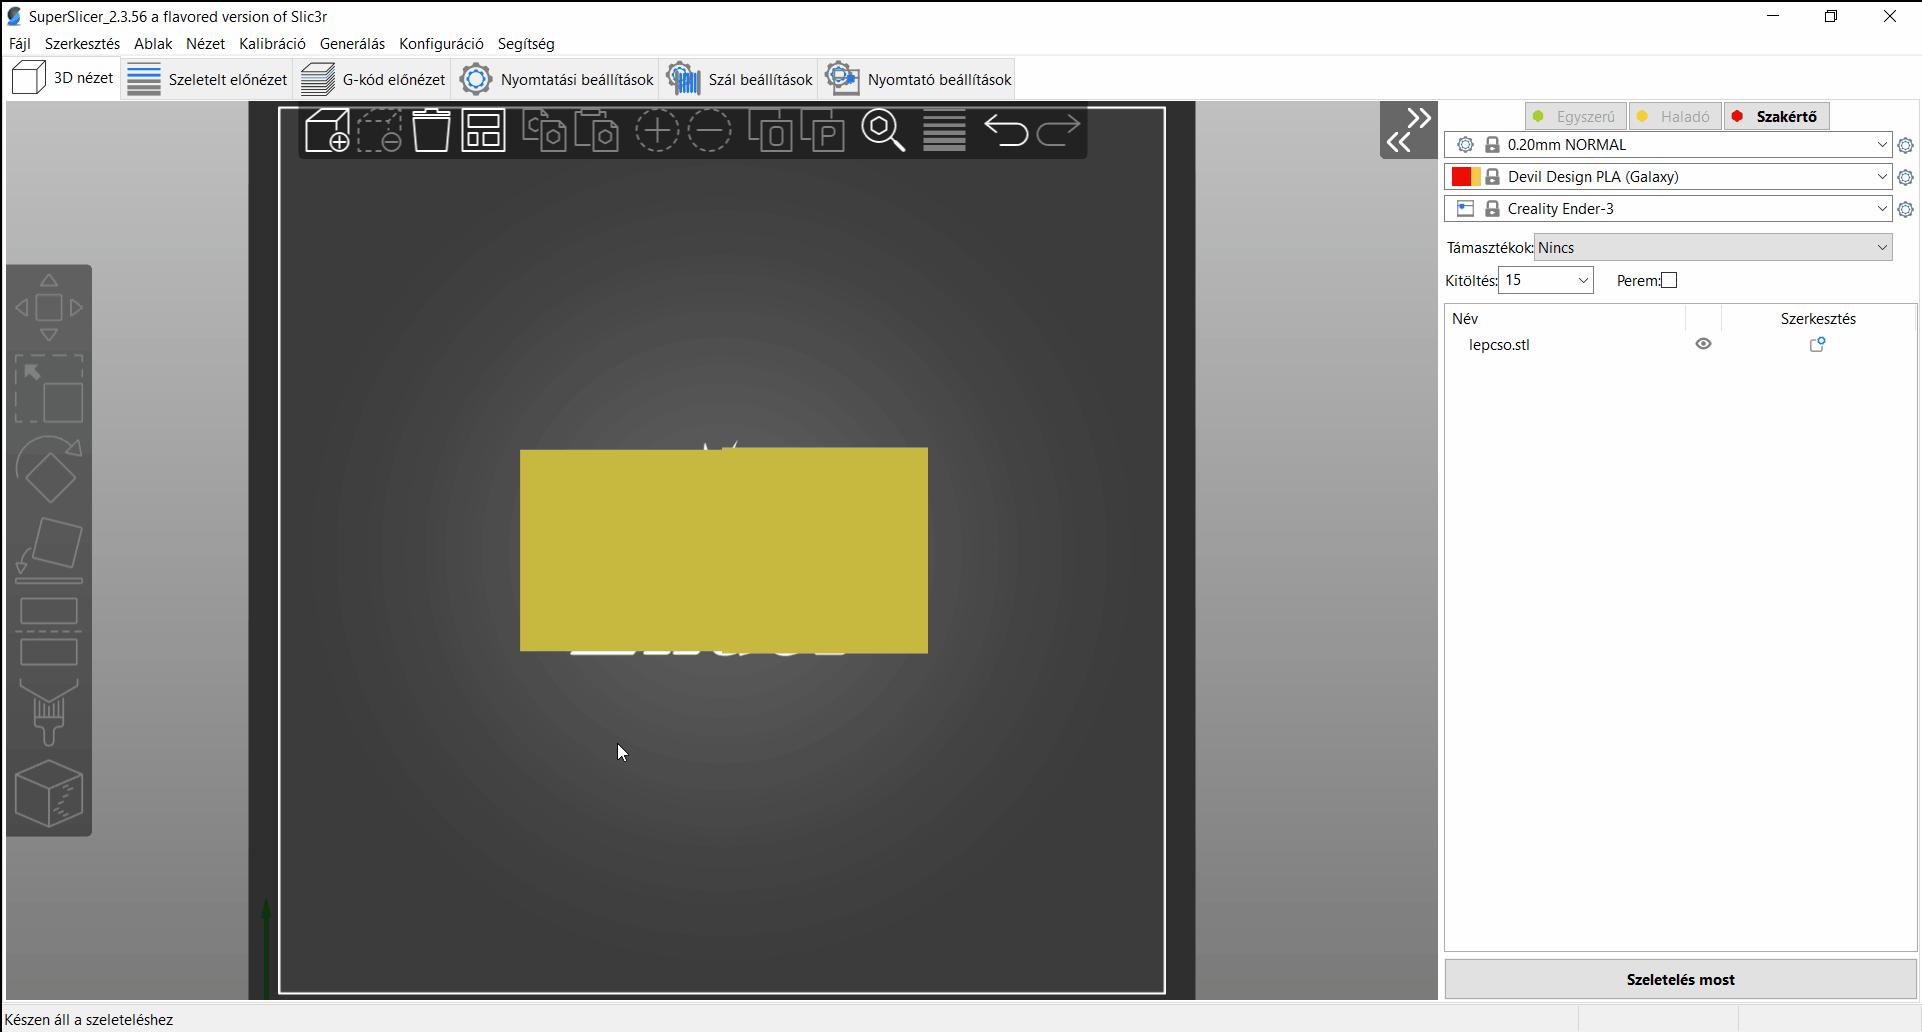 SuperSlicer_2.3.56 a flavored version of Slic3r
Fájl Szerkesztés Ablak Nézet Kalibráció Generálás Konfiguráció Segítség
3D nézet Szeletelt előnézet G-kód előnézet Nyomtatási beállítások Szál beállítások Nyomtató beállítások
O P
Egyszerű Haladó Szakértő
0.20mm NORMAL
Devil Design PLA (Galaxy)
Creality Ender-3
Támasztékok: Nincs
Kitöltés: 15 Perem:
Név Szerkesztés
lepcso.stl
Szeletelés most
Készen áll a szeleteléshez